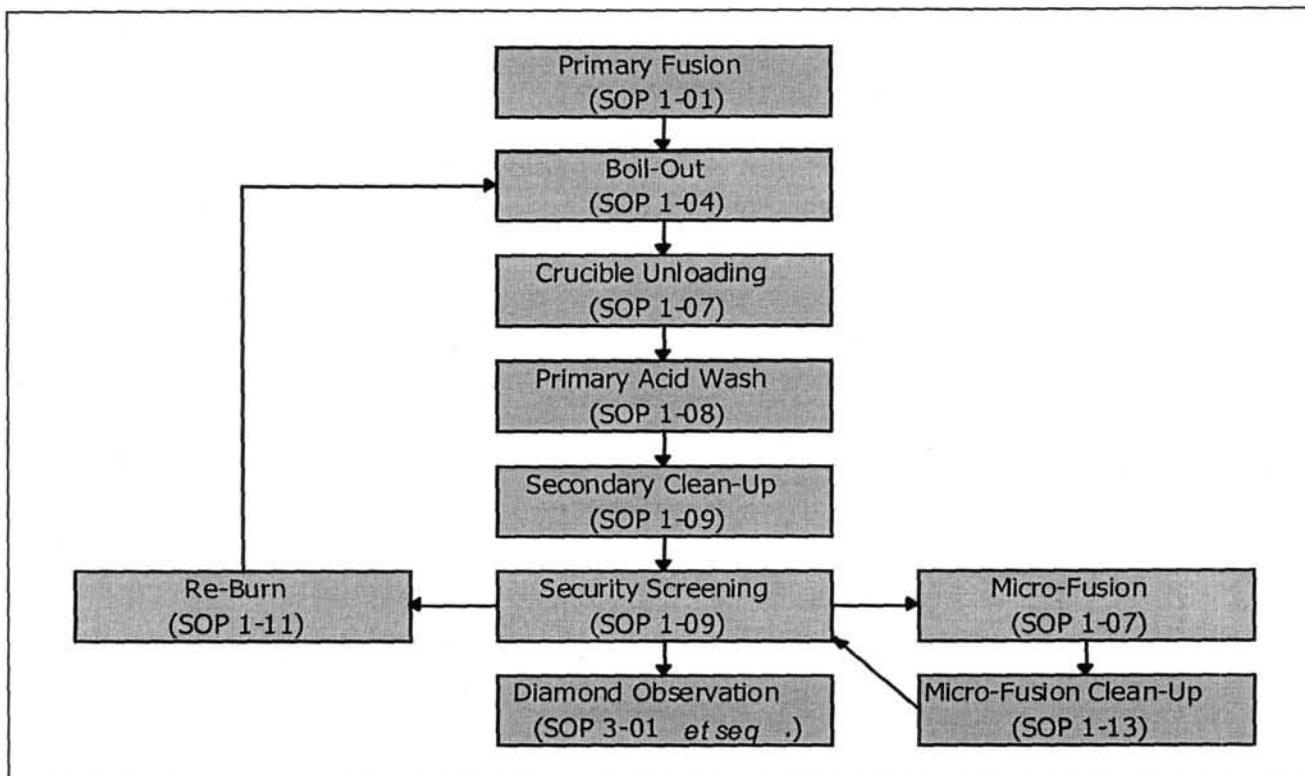 Primary Fusion
(SOP 1-01)
Boil-Out
(SOP 1-04)
Crucible Unloading
(SOP 1-07)
Primary Acid Wash
(SOP 1-08)
Secondary Clean-Up
(SOP 1-09)
Re-Burn
(SOP 1-11)
Security Screening
(SOP 1-09)
Micro-Fusion
(SOP 1-07)
Diamond Observation
(SOP 3-01 et seq .)
Micro-Fusion Clean-Up
(SOP 1-13)